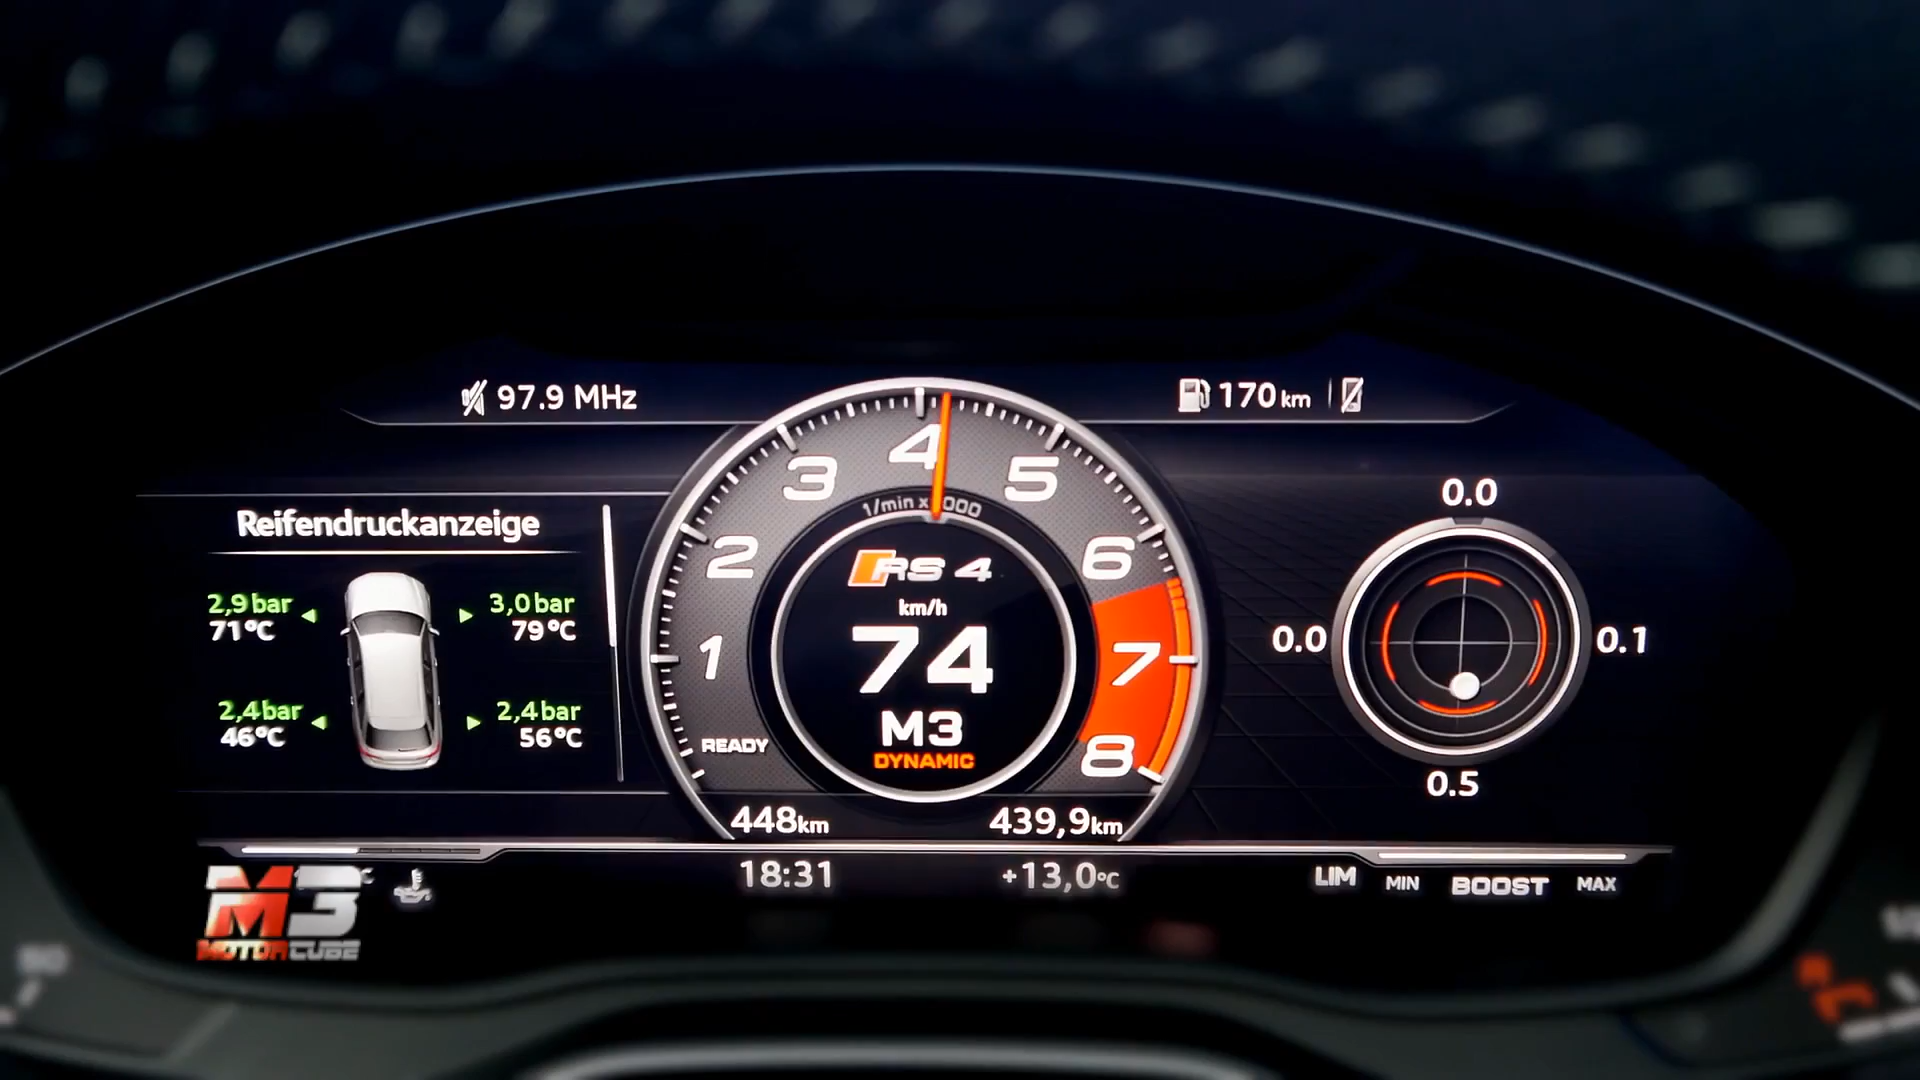 97.9 MHz
170 km
Reifendruckanzeige
2,9 bar
71°C
3,0 bar
79°C
2,4 bar
46°C
2,4 bar
56°C
1 2 3 4 5 6 7 8
RS 4
km/h
74
M3
DYNAMIC
READY
448 km
439,9 km
18:31
+13,0°C
0.0
0.0
0.1
0.5
LIM MIN BOOST MAX
M3
MOTORCUBE